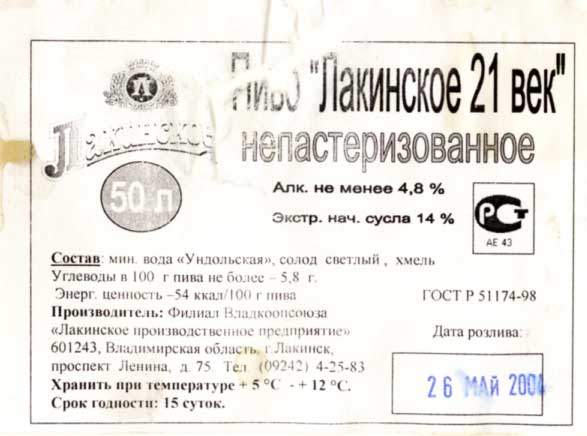 Л
Пиво "Лакинское 21 век"
Лакинское
непастеризованное
50 л
Алк. не менее 4,8 %
Экстр. нач. сусла 14 %
РСТ
АЕ 43
Состав: мин. вода «Ундольская», солод светлый , хмель
Углеводы в 100 г пива не более – 5,8 г.
Энерг. ценность –54 ккал/100 г пива
ГОСТ Р 51174-98
Производитель: Филиал Владкоопсоюза
«Лакинское производственное предприятие»
Дата розлива:
601243, Владимирская область, г.Лакинск,
проспект Ленина, д. 75. Тел. (09242) 4-25-83
Хранить при температуре + 5 °С - + 12 °С.
Срок годности: 15 суток.
26 МАЙ